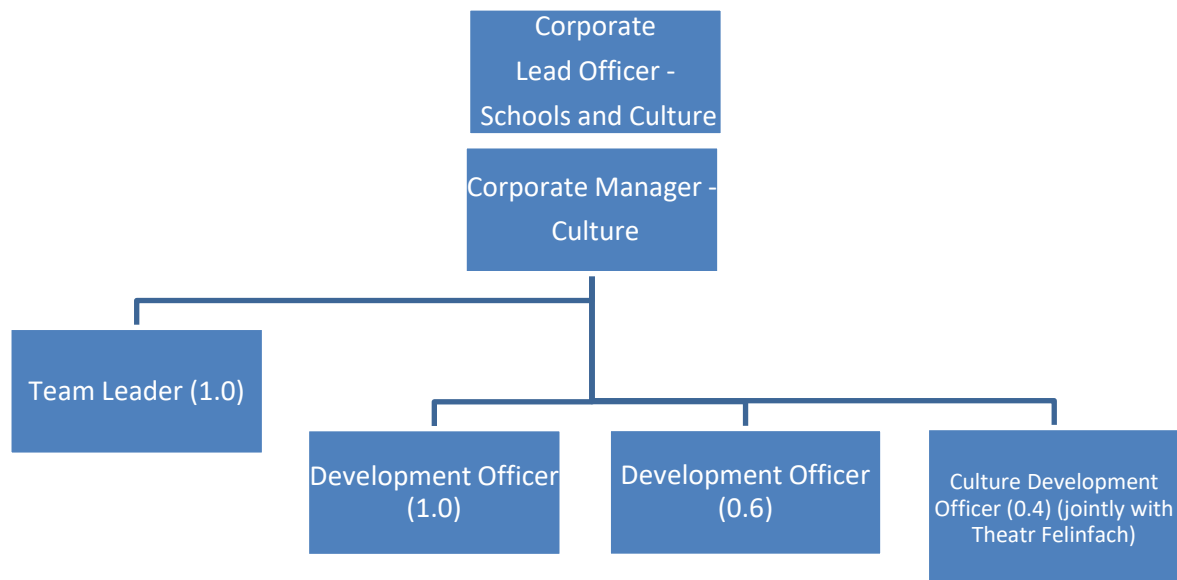 Corporate
Lead Officer -
Schools and Culture
Corporate Manager -
Culture
Team Leader (1.0)
Development Officer
(1.0)
Development Officer
(0.6)
Culture Development
Officer (0.4) (jointly with
Theatr Felinfach)